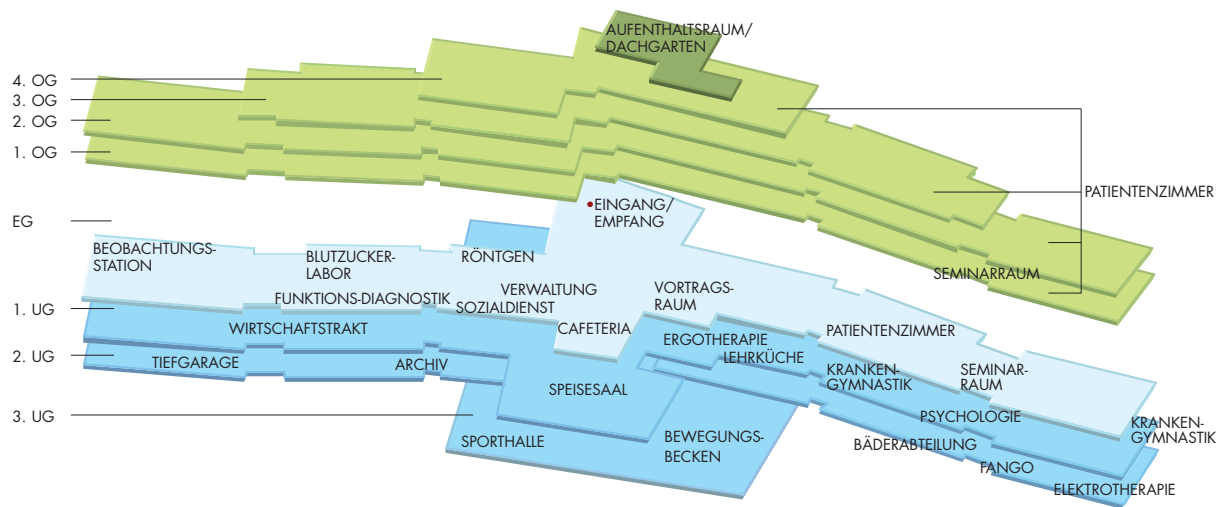 AUFENTHALTSRAUM/
DACHGARTEN
4. OG
3. OG
2. OG
1. OG
PATIENTENZIMMER
EG
EINGANG/
EMPFANG
BEOBACHTUNGS-
STATION
BLUTZUCKER-
LABOR
RÖNTGEN
SEMINARRAUM
FUNKTIONS-DIAGNOSTIK
VERWALTUNG
SOZIALDIENST
VORTRAGS-
RAUM
1. UG
WIRTSCHAFTSTRAKT
CAFETERIA
PATIENTENZIMMER
ERGOTHERAPIE
LEHRKÜCHE
2. UG
TIEFGARAGE
ARCHIV
KRANKEN-
GYMNASTIK
SEMINAR-
RAUM
SPEISESAAL
PSYCHOLOGIE
KRANKEN-
GYMNASTIK
3. UG
SPORTHALLE
BEWEGUNGS-
BECKEN
BÄDERABTEILUNG
FANGO
ELEKTROTHERAPIE